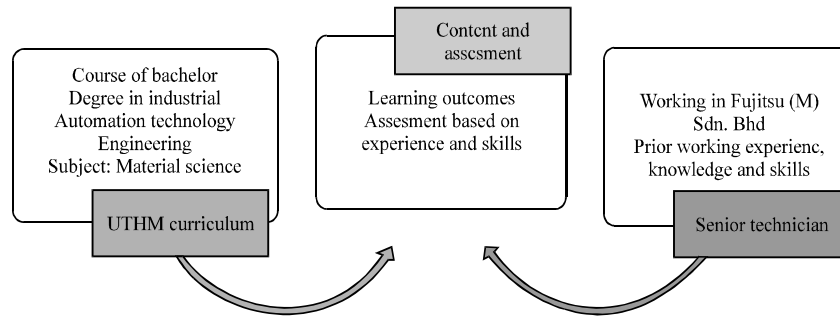 Course of bachelor
Degree in industrial
Automation technology
Engineering
Subject: Material science
UTHM curriculum
Content and
asscsment
Learning outcomes
Assesment based on
experience and skills
Working in Fujitsu (M)
Sdn. Bhd
Prior working experienc,
knowledge and skills
Senior technician